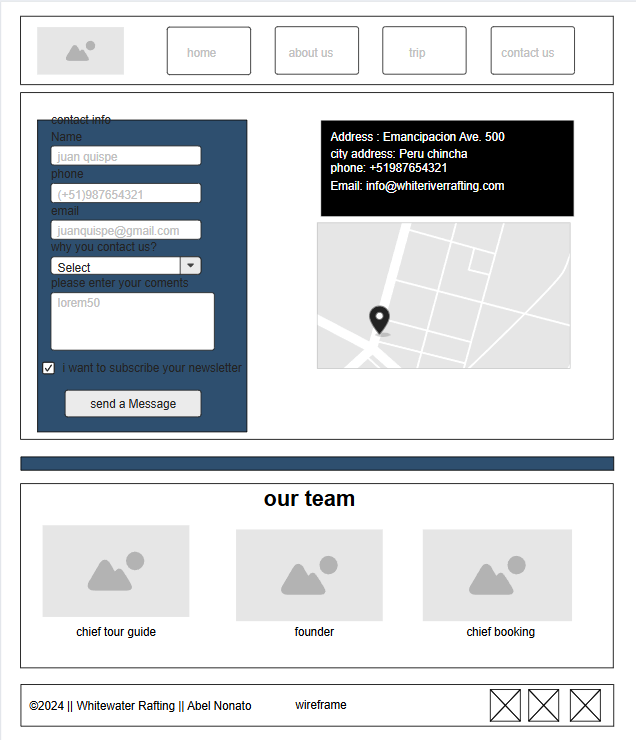 home
about us
trip
contact us
contact info
Name
juan quispe
phone
(+51)987654321
email
juanquispe@gmail.com
why you contact us?
Select
please enter your coments
lorem50
i want to subscribe your newsletter
send a Message
Address : Emancipacion Ave. 500
city address: Peru chincha
phone: +51987654321
Email: info@whiteriverrafting.com
our team
chief tour guide
founder
chief booking
©2024 || Whitewater Rafting || Abel Nonato
wireframe